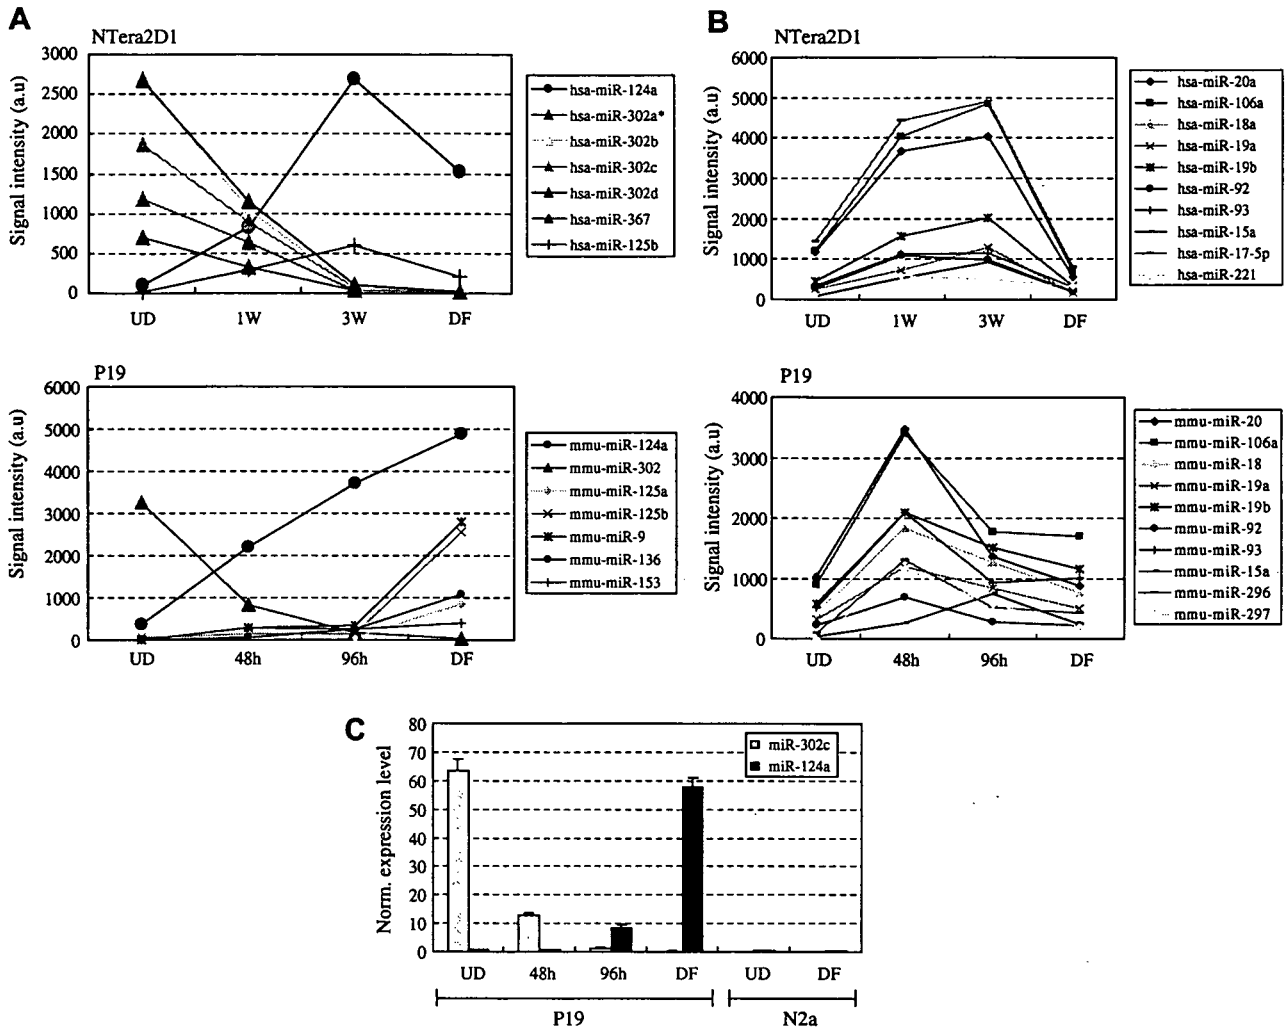 A
NTera2D1
Signal intensity (a.u)
3000
2500
2000
1500
1000
500
0
UD 1W 3W DF
hsa-miR-124a
hsa-miR-302a*
hsa-miR-302b
hsa-miR-302c
hsa-miR-302d
hsa-miR-367
hsa-miR-125b
B
NTera2D1
Signal intensity (a.u)
6000
5000
4000
3000
2000
1000
0
UD 1W 3W DF
hsa-miR-20a
hsa-miR-106a
hsa-miR-18a
hsa-miR-19a
hsa-miR-19b
hsa-miR-92
hsa-miR-93
hsa-miR-15a
hsa-miR-17-5p
hsa-miR-221
P19
Signal intensity (a.u)
6000
5000
4000
3000
2000
1000
0
UD 48h 96h DF
mmu-miR-124a
mmu-miR-302
mmu-miR-125a
mmu-miR-125b
mmu-miR-9
mmu-miR-136
mmu-miR-153
P19
Signal intensity (a.u)
4000
3000
2000
1000
0
UD 48h 96h DF
mmu-miR-20
mmu-miR-106a
mmu-miR-18
mmu-miR-19a
mmu-miR-19b
mmu-miR-92
mmu-miR-93
mmu-miR-15a
mmu-miR-296
mmu-miR-297
C
Norm. expression level
80
70
60
50
40
30
20
10
0
miR-302c
miR-124a
UD 48h 96h DF UD DF
P19 N2a